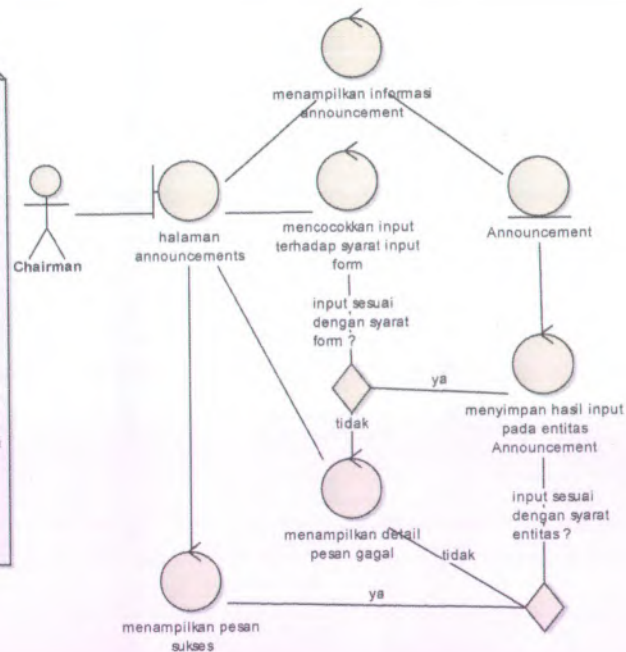 menampilkan informasi
announcement
Chairman
halaman
announcements
mencocokkan input
terhadap syarat input
form
Announcement
input sesuai
dengan syarat
form ?
ya
tidak
menyimpan hasil input
pada entitas
Announcement
menampilkan detail
pesan gagal
input sesuai
dengan syarat
entitas ?
tidak
ya
menampilkan pesan
sukses